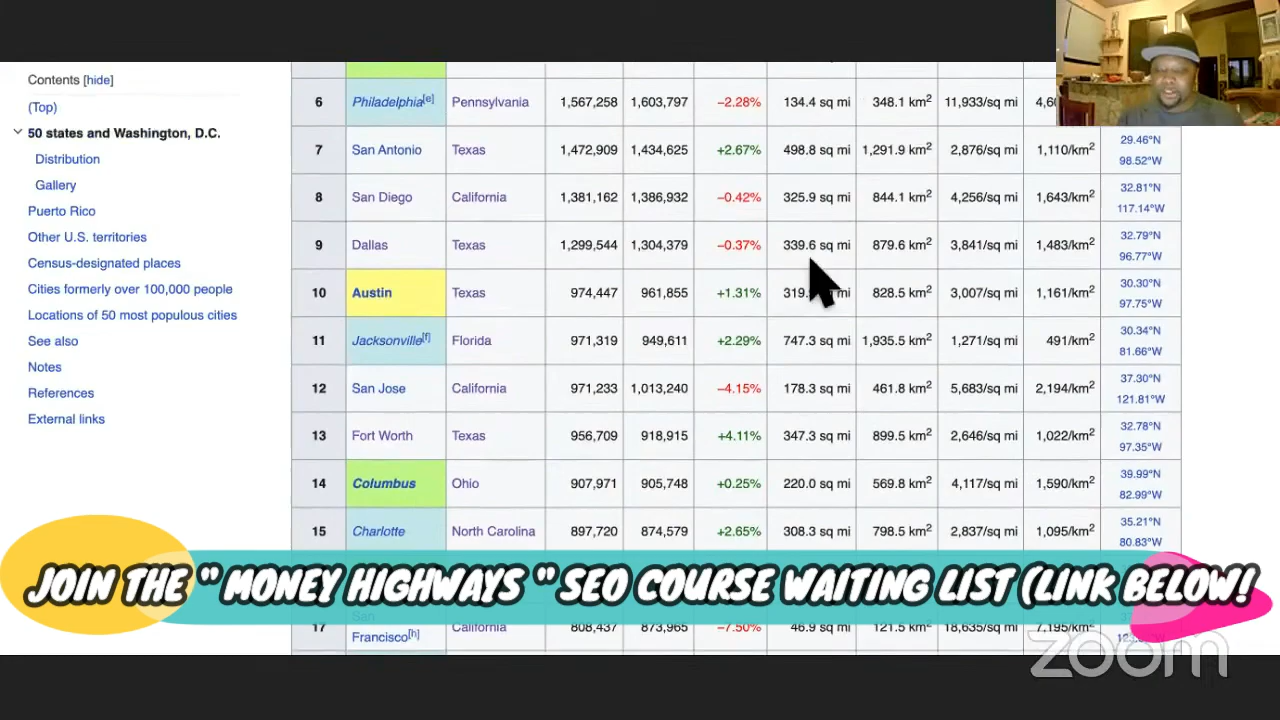 Contents [hide]
(Top)
50 states and Washington, D.C.
Distribution
Gallery
Puerto Rico
Other U.S. territories
Census-designated places
Cities formerly over 100,000 people
Locations of 50 most populous cities
See also
Notes
References
External links
6 Philadelphia[e] Pennsylvania 1,567,258 1,603,797 −2.28% 134.4 sq mi 348.1 km2 11,933/sq mi
7 San Antonio Texas 1,472,909 1,434,625 +2.67% 498.8 sq mi 1,291.9 km2 2,876/sq mi 1,110/km2 29.46°N 98.52°W
8 San Diego California 1,381,162 1,386,932 −0.42% 325.9 sq mi 844.1 km2 4,256/sq mi 1,643/km2 32.81°N 117.14°W
9 Dallas Texas 1,299,544 1,304,379 −0.37% 339.6 sq mi 879.6 km2 3,841/sq mi 1,483/km2 32.79°N 96.77°W
10 Austin Texas 974,447 961,855 +1.31% 319. mi 828.5 km2 3,007/sq mi 1,161/km2 30.30°N 97.75°W
11 Jacksonville[f] Florida 971,319 949,611 +2.29% 747.3 sq mi 1,935.5 km2 1,271/sq mi 491/km2 30.34°N 81.66°W
12 San Jose California 971,233 1,013,240 −4.15% 178.3 sq mi 461.8 km2 5,683/sq mi 2,194/km2 37.30°N 121.81°W
13 Fort Worth Texas 956,709 918,915 +4.11% 347.3 sq mi 899.5 km2 2,646/sq mi 1,022/km2 32.78°N 97.35°W
14 Columbus Ohio 907,971 905,748 +0.25% 220.0 sq mi 569.8 km2 4,117/sq mi 1,590/km2 39.99°N 82.99°W
15 Charlotte North Carolina 897,720 874,579 +2.65% 308.3 sq mi 798.5 km2 2,837/sq mi 1,095/km2 35.21°N 80.83°W
JOIN THE " MONEY HIGHWAYS " SEO COURSE WAITING LIST (LINK BELOW!
17 San Francisco[h] California 808,437 873,965 −7.50% 46.9 sq mi 121.5 km2 18,635/sq mi 7,195/km2
zoom